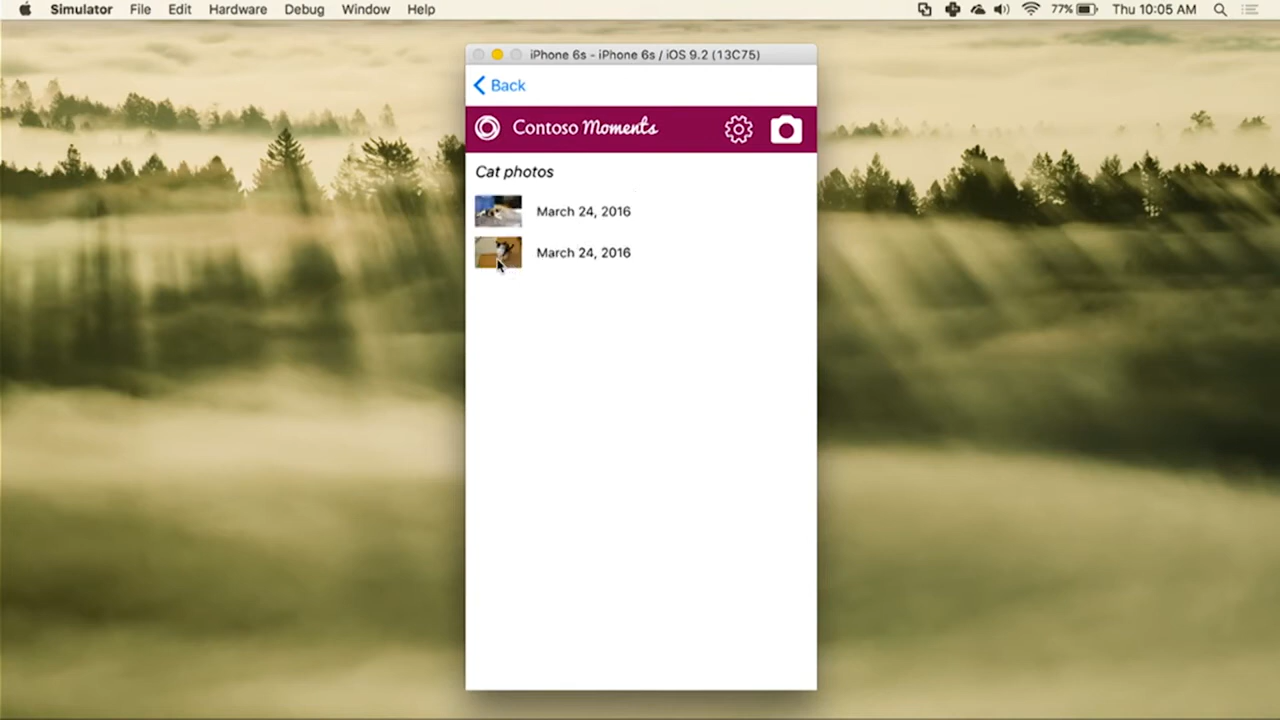 Simulator File Edit Hardware Debug Window Help 77% Thu 10:05 AM
iPhone 6s - iPhone 6s / iOS 9.2 (13C75)
Back
Contoso Moments
Cat photos
March 24, 2016
March 24, 2016